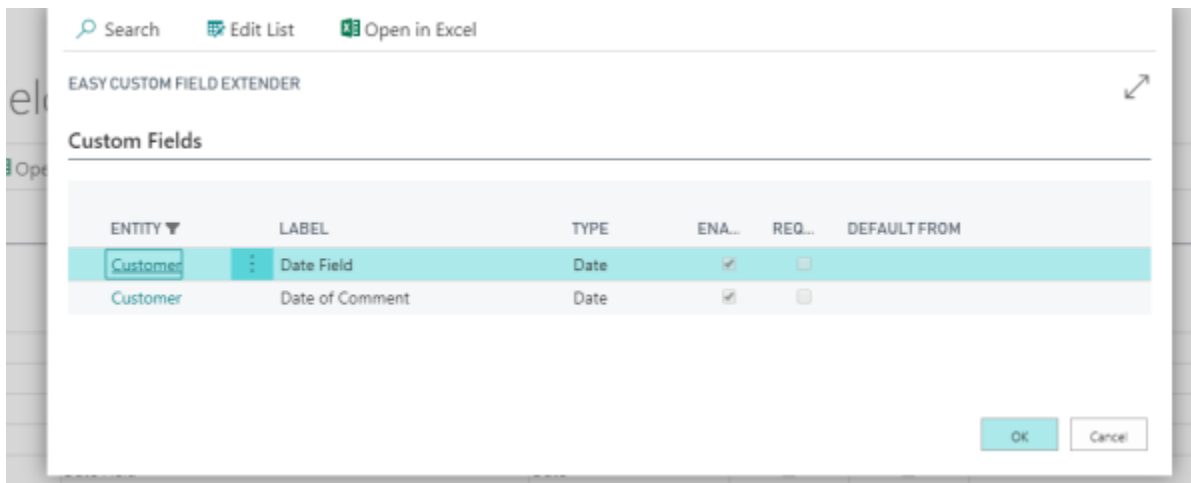 Search Edit List Open in Excel
EASY CUSTOM FIELD EXTENDER
Custom Fields
Ope
ENTITY LABEL TYPE ENA... REQ... DEFAULT FROM
Customer Date Field Date
Customer Date of Comment Date
OK Cancel